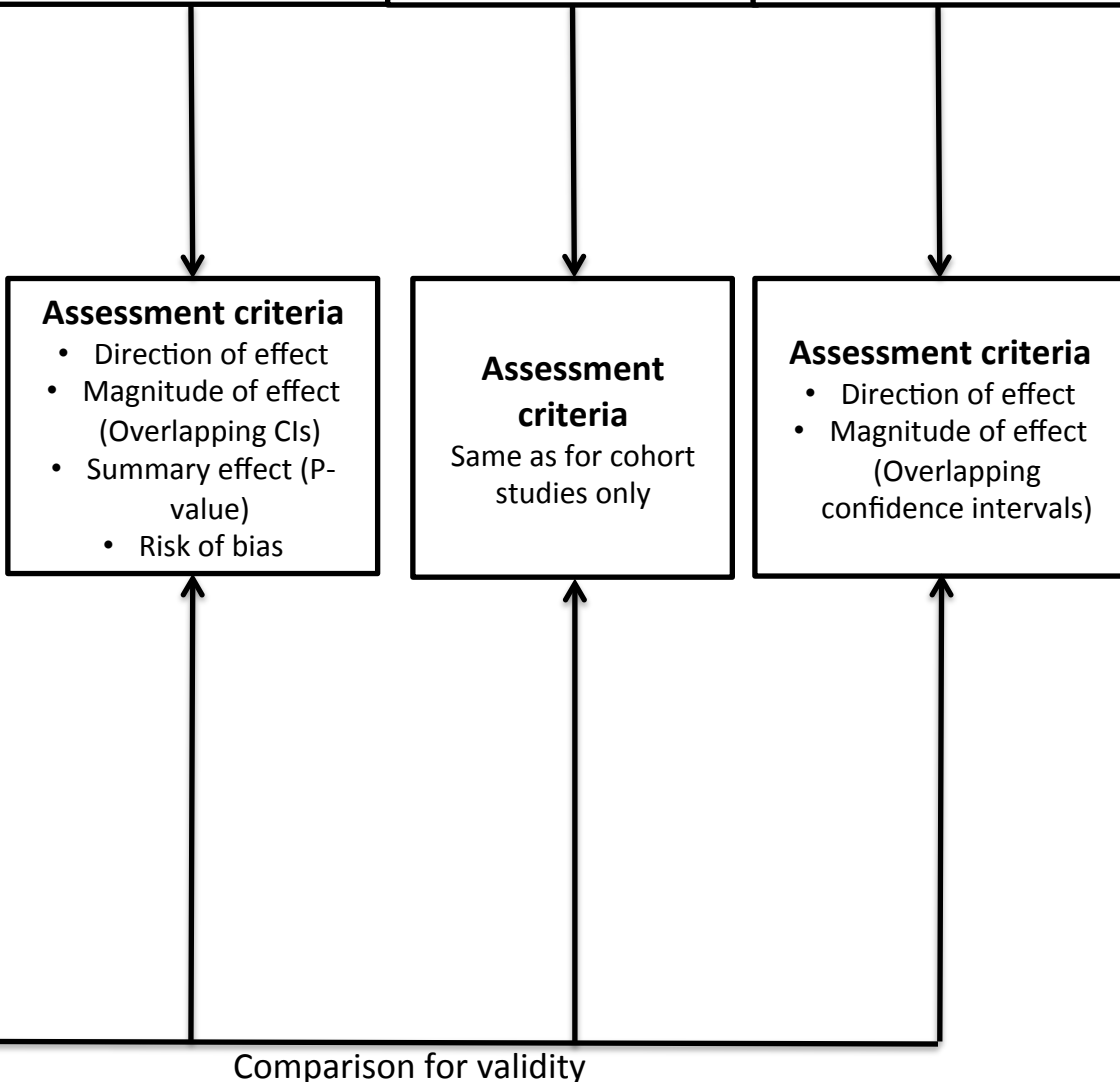 Assessment criteria
• Direction of effect
• Magnitude of effect
(Overlapping CIs)
• Summary effect (P-
value)
• Risk of bias
Assessment
criteria
Same as for cohort
studies only
Assessment criteria
• Direction of effect
• Magnitude of effect
(Overlapping
confidence intervals)
Comparison for validity